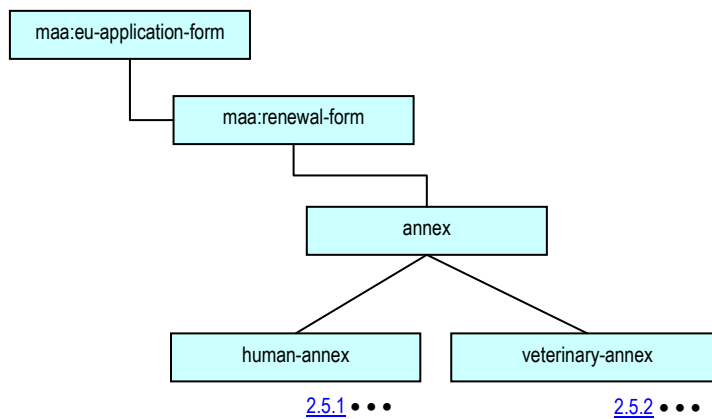 maa:eu-application-form
maa:renewal-form
annex
human-annex
veterinary-annex
2.5.1 • • •
2.5.2 • • •